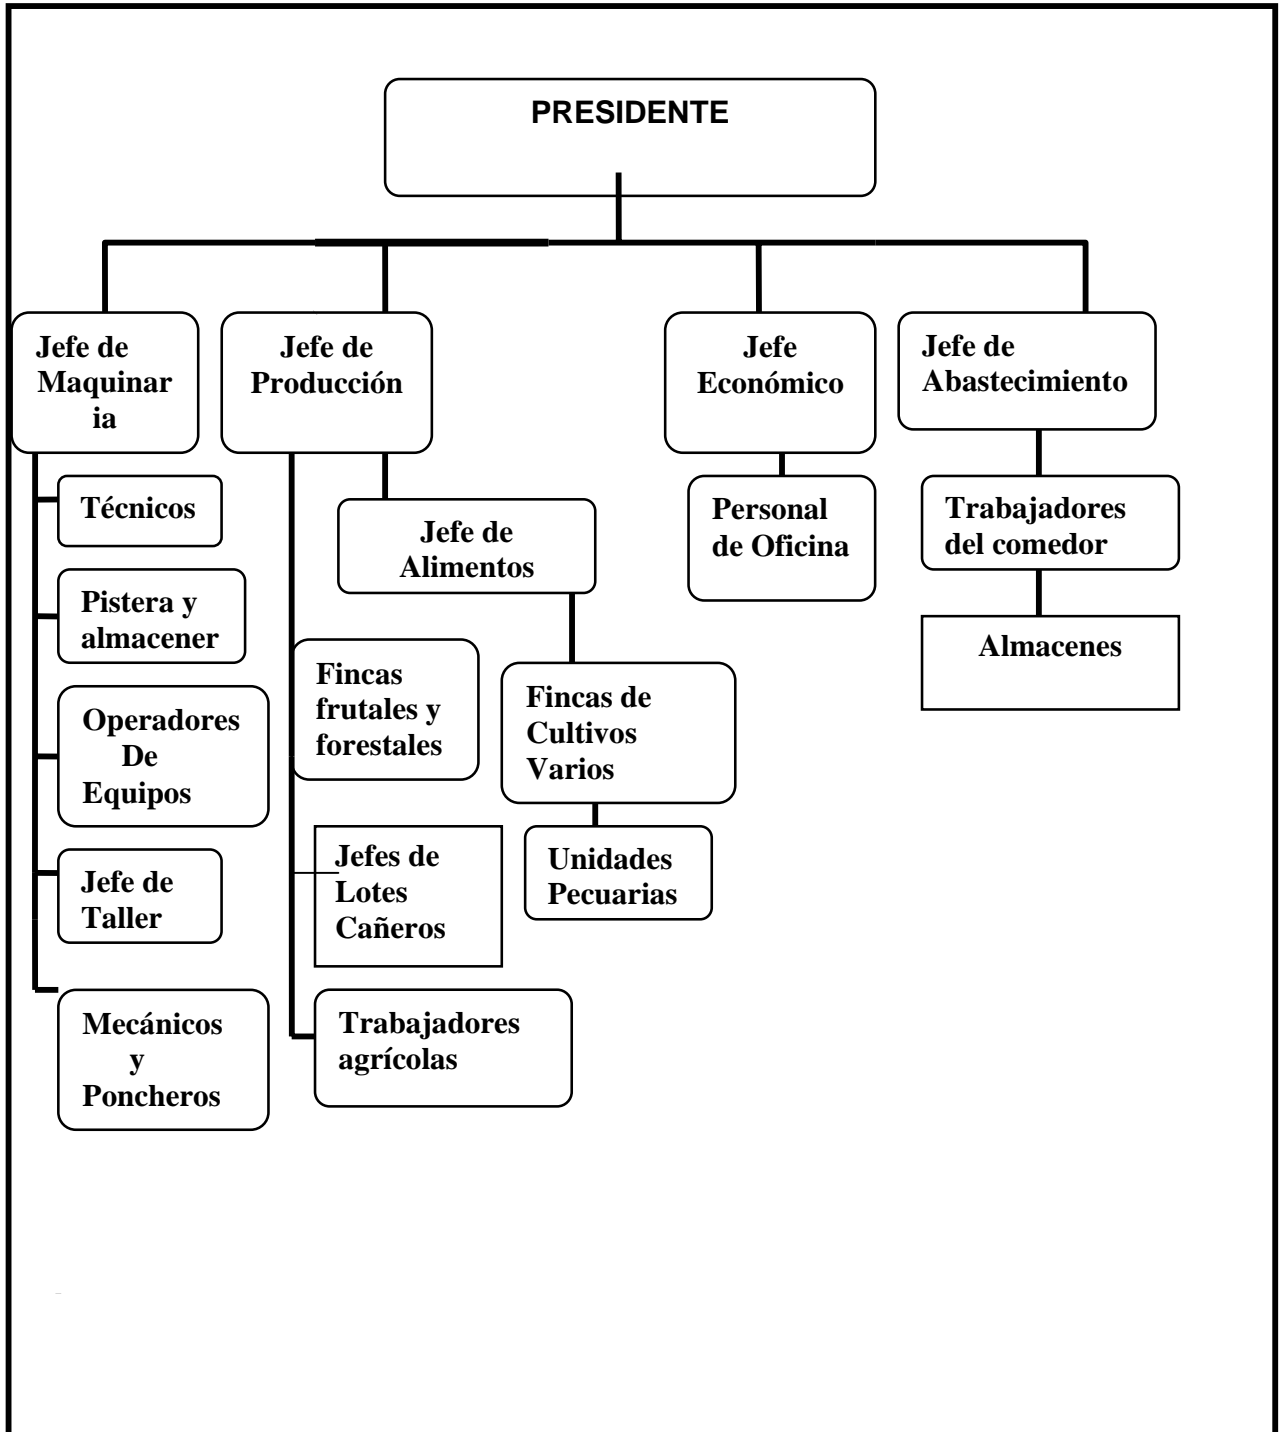 PRESIDENTE
Jefe de
Maquinar
ia
Jefe de
Producción
Jefe
Económico
Jefe de
Abastecimiento
Técnicos
Pistera y
almacener
Operadores
De
Equipos
Jefe de
Taller
Mecánicos
y
Poncheros
Jefe de
Alimentos
Fincas
frutales y
forestales
Jefes de
Lotes
Cañeros
Trabajadores
agrícolas
Fincas de
Cultivos
Varios
Unidades
Pecuarias
Personal
de Oficina
Trabajadores
del comedor
Almacenes